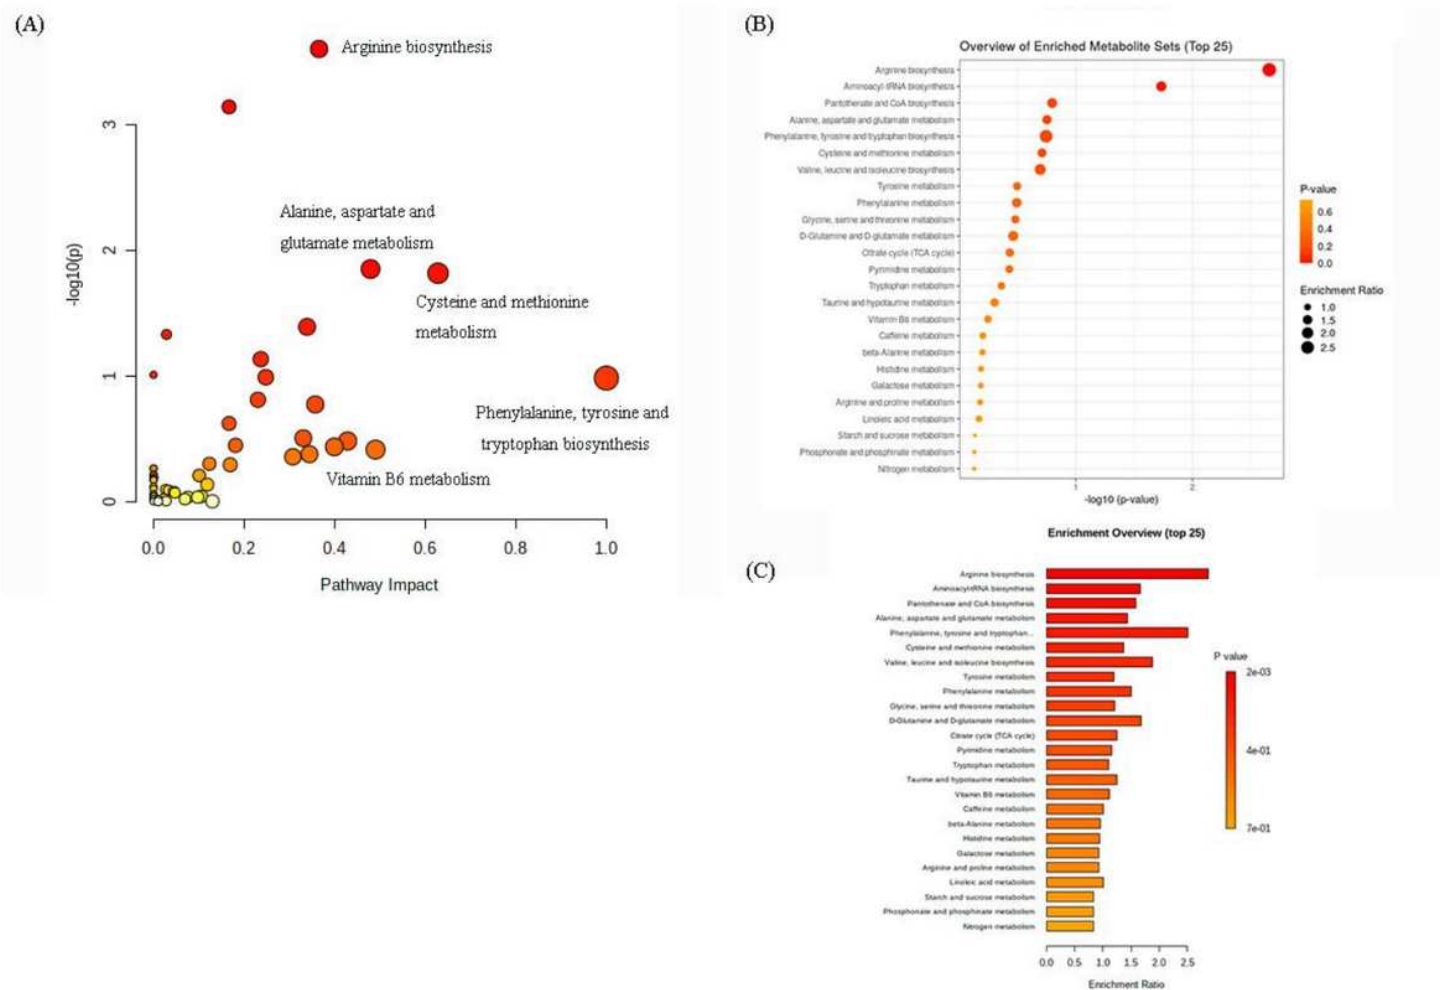 (A)
Arginine biosynthesis
3
Alanine, aspartate and
glutamate metabolism
2
-log10(p)
Cysteine and methionine
metabolism
1
Phenylalanine, tyrosine and
tryptophan biosynthesis
Vitamin B6 metabolism
0
0.0 0.2 0.4 0.6 0.8 1.0
Pathway Impact
(B)
Overview of Enriched Metabolite Sets (Top 25)
Arginine biosynthesis
Aminoacyl-tRNA biosynthesis
Pantothenate and CoA biosynthesis
Alanine, aspartate and glutamate metabolism
Phenylalanine, tyrosine and tryptophan biosynthesis
Cysteine and methionine metabolism
Valine, leucine and isoleucine biosynthesis
Tyrosine metabolism
Phenylalanine metabolism
Glycine, serine and threonine metabolism
D-Glutamine and D-glutamate metabolism
Citrate cycle (TCA cycle)
Pyrimidine metabolism
Tryptophan metabolism
Taurine and hypotaurine metabolism
Vitamin B6 metabolism
Caffeine metabolism
beta-Alanine metabolism
Histidine metabolism
Galactose metabolism
Arginine and proline metabolism
Linoleic acid metabolism
Starch and sucrose metabolism
Phosphonate and phosphinate metabolism
Nitrogen metabolism
1 2
-log10 (p-value)
P-value
0.6
0.4
0.2
0.0
Enrichment Ratio
1.0
1.5
2.0
2.5
(C)
Enrichment Overview (top 25)
Arginine biosynthesis
Aminoacyl-tRNA biosynthesis
Pantothenate and CoA biosynthesis
Alanine, aspartate and glutamate metabolism
Phenylalanine, tyrosine and tryptophan...
Cysteine and methionine metabolism
Valine, leucine and isoleucine biosynthesis
Tyrosine metabolism
Phenylalanine metabolism
Glycine, serine and threonine metabolism
D-Glutamine and D-glutamate metabolism
Citrate cycle (TCA cycle)
Pyrimidine metabolism
Tryptophan metabolism
Taurine and hypotaurine metabolism
Vitamin B6 metabolism
Caffeine metabolism
beta-Alanine metabolism
Histidine metabolism
Galactose metabolism
Arginine and proline metabolism
Linoleic acid metabolism
Starch and sucrose metabolism
Phosphonate and phosphinate metabolism
Nitrogen metabolism
0.0 0.5 1.0 1.5 2.0 2.5
Enrichment Ratio
P value
2e-03
4e-01
7e-01